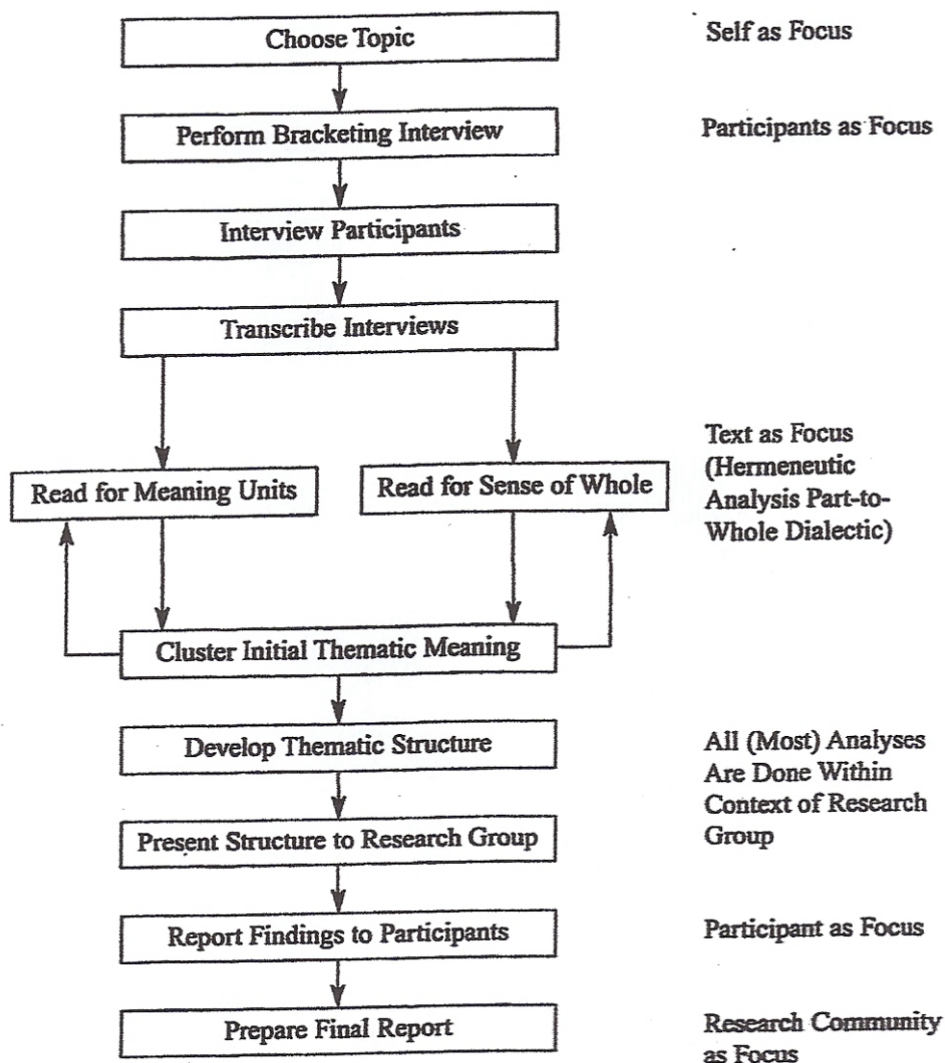 Choose Topic
Self as Focus
Perform Bracketing Interview
Participants as Focus
Interview Participants
Transcribe Interviews
Read for Meaning Units
Read for Sense of Whole
Text as Focus
(Hermeneutic
Analysis Part-to-
Whole Dialectic)
Cluster Initial Thematic Meaning
Develop Thematic Structure
All (Most) Analyses
Are Done Within
Context of Research
Group
Present Structure to Research Group
Report Findings to Participants
Participant as Focus
Prepare Final Report
Research Community
as Focus